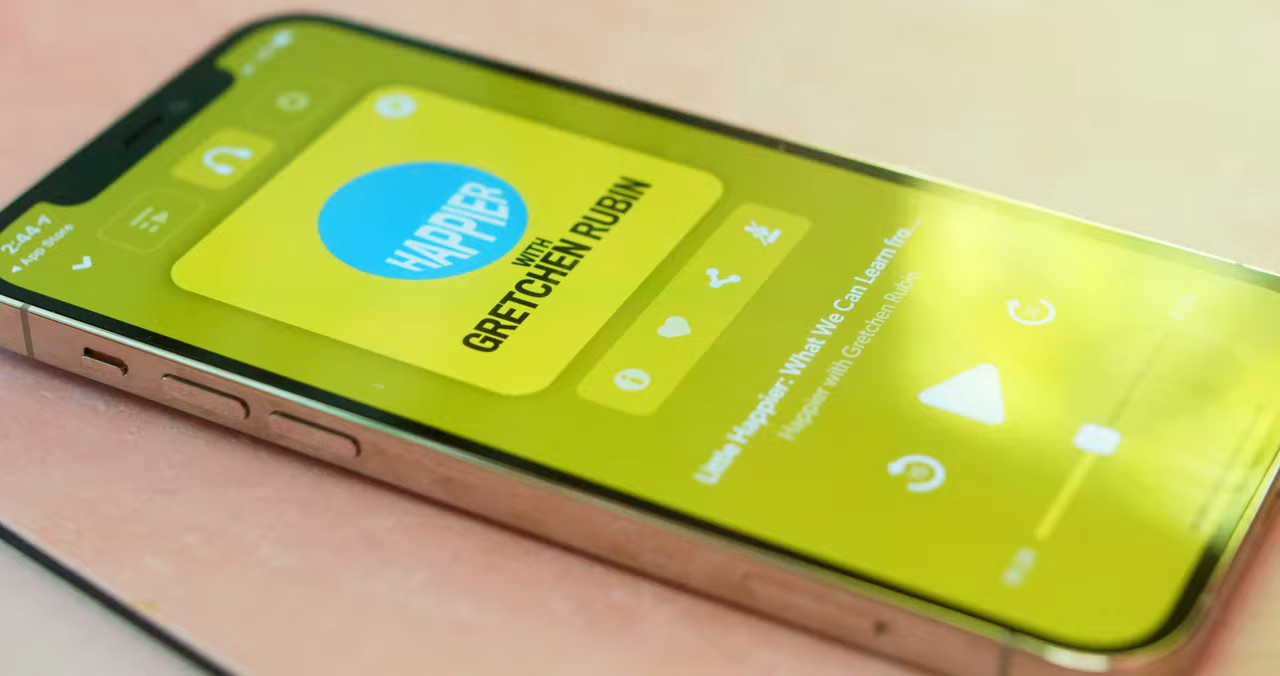 2:44
App Store
HAPPIER
WITH
GRETCHEN RUBIN
Little Happier: What We Can Learn fro...
Happier with Gretchen Rubin